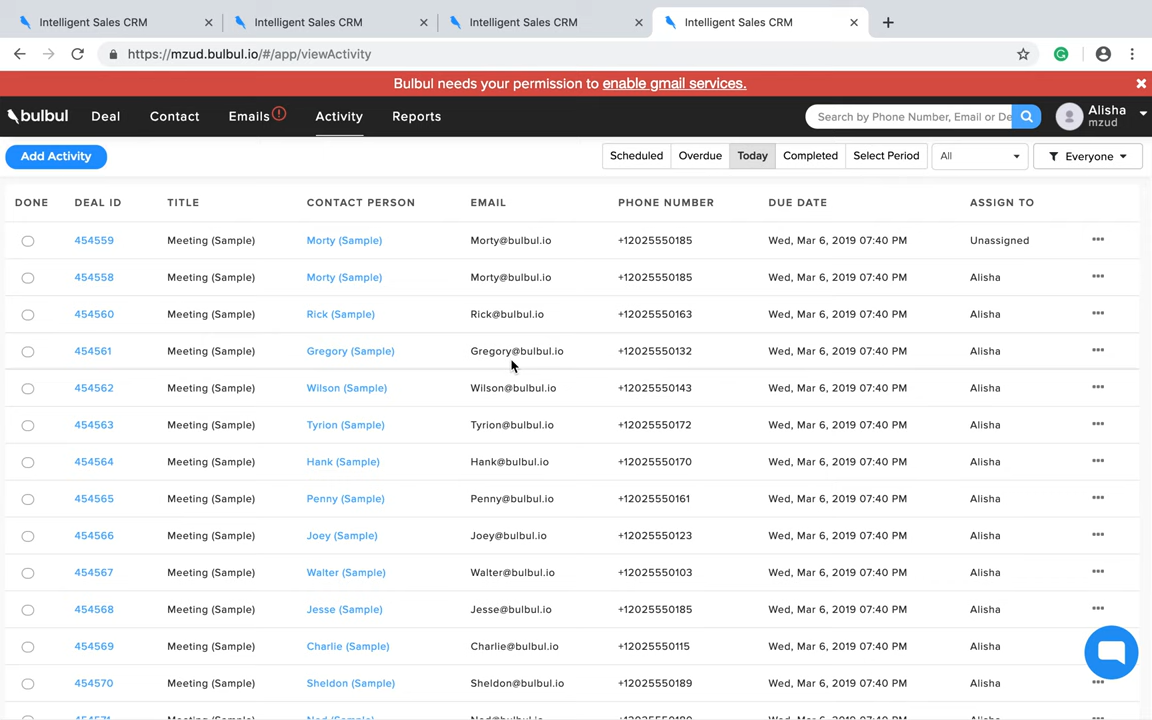 Intelligent Sales CRM Intelligent Sales CRM Intelligent Sales CRM Intelligent Sales CRM
https://mzud.bulbul.io/#/app/viewActivity
Bulbul needs your permission to enable gmail services.
bulbul Deal Contact Emails Activity Reports Search by Phone Number, Email or De Alisha
mzud
Add Activity Scheduled Overdue Today Completed Select Period All Everyone
DONE DEAL ID TITLE CONTACT PERSON EMAIL PHONE NUMBER DUE DATE ASSIGN TO
454559 Meeting (Sample) Morty (Sample) Morty@bulbul.io +12025550185 Wed, Mar 6, 2019 07:40 PM Unassigned
454558 Meeting (Sample) Morty (Sample) Morty@bulbul.io +12025550185 Wed, Mar 6, 2019 07:40 PM Alisha
454560 Meeting (Sample) Rick (Sample) Rick@bulbul.io +12025550163 Wed, Mar 6, 2019 07:40 PM Alisha
454561 Meeting (Sample) Gregory (Sample) Gregory@bulbul.io +12025550132 Wed, Mar 6, 2019 07:40 PM Alisha
454562 Meeting (Sample) Wilson (Sample) Wilson@bulbul.io +12025550143 Wed, Mar 6, 2019 07:40 PM Alisha
454563 Meeting (Sample) Tyrion (Sample) Tyrion@bulbul.io +12025550172 Wed, Mar 6, 2019 07:40 PM Alisha
454564 Meeting (Sample) Hank (Sample) Hank@bulbul.io +12025550170 Wed, Mar 6, 2019 07:40 PM Alisha
454565 Meeting (Sample) Penny (Sample) Penny@bulbul.io +12025550161 Wed, Mar 6, 2019 07:40 PM Alisha
454566 Meeting (Sample) Joey (Sample) Joey@bulbul.io +12025550123 Wed, Mar 6, 2019 07:40 PM Alisha
454567 Meeting (Sample) Walter (Sample) Walter@bulbul.io +12025550103 Wed, Mar 6, 2019 07:40 PM Alisha
454568 Meeting (Sample) Jesse (Sample) Jesse@bulbul.io +12025550185 Wed, Mar 6, 2019 07:40 PM Alisha
454569 Meeting (Sample) Charlie (Sample) Charlie@bulbul.io +12025550115 Wed, Mar 6, 2019 07:40 PM Alisha
454570 Meeting (Sample) Sheldon (Sample) Sheldon@bulbul.io +12025550189 Wed, Mar 6, 2019 07:40 PM Alisha